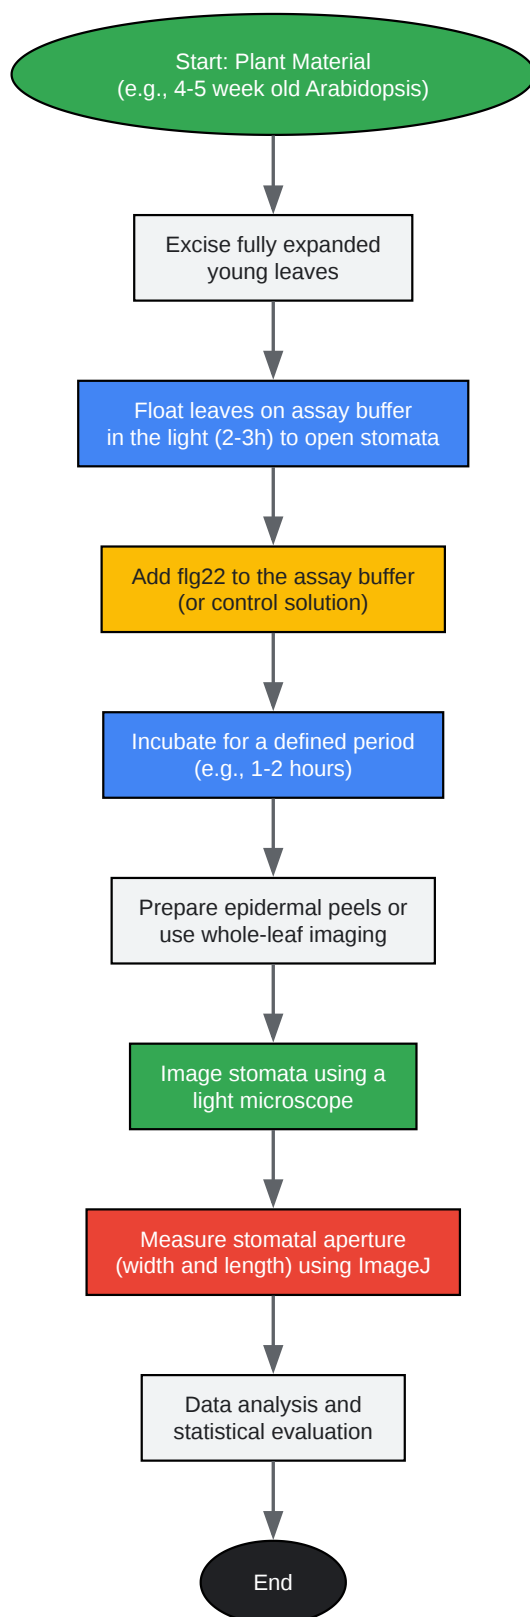 Start: Plant Material
(e.g., 4-5 week old Arabidopsis)
Excise fully expanded
young leaves
Float leaves on assay buffer
in the light (2-3h) to open stomata
Add flg22 to the assay buffer
(or control solution)
Incubate for a defined period
(e.g., 1-2 hours)
Prepare epidermal peels or
use whole-leaf imaging
Image stomata using a
light microscope
Measure stomatal aperture
(width and length) using ImageJ
Data analysis and
statistical evaluation
End